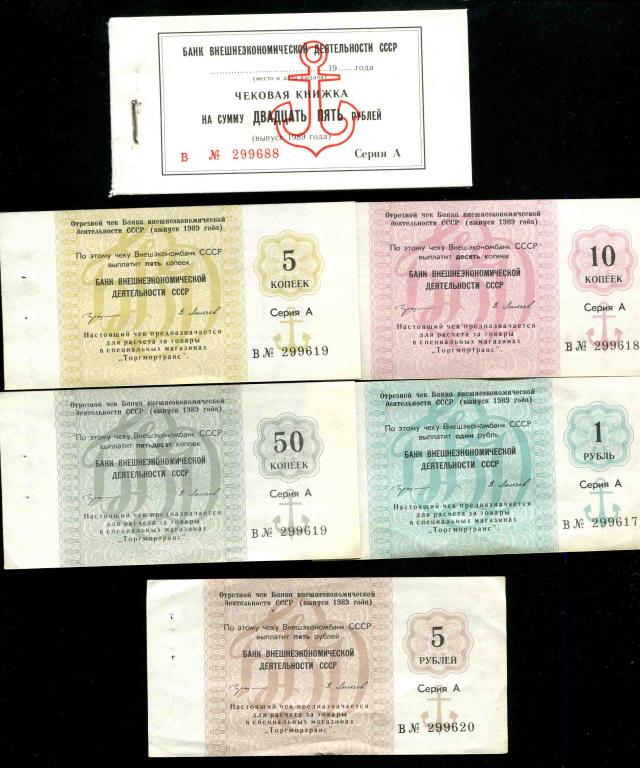 БАНК ВНЕШНЕЭКОНОМИЧЕСКОЙ ДЕЯТЕЛЬНОСТИ СССР
19......года
(место и дата выдачи)
ЧЕКОВАЯ КНИЖКА
НА СУММУ ДВАДЦАТЬ ПЯТЬ РУБЛЕЙ
(выпуск 1989 года)
В № 299688 Серия А
Отрезной чек Банка внешнеэкономической
деятельности СССР (выпуск 1989 года)
По этому чеку Внешэкономбанк СССР
выплатит пять копеек
БАНК ВНЕШНЕЭКОНОМИЧЕСКОЙ
ДЕЯТЕЛЬНОСТИ СССР
Настоящий чек предназначается
для расчета за товары
в специальных магазинах
„Торгмортранс".
5
КОПЕЕК
Серия А
В № 299619
Отрезной чек Банка внешнеэкономической
деятельности СССР (выпуск 1989 года)
По этому чеку Внешэкономбанк СССР
выплатит десять копеек
БАНК ВНЕШНЕЭКОНОМИЧЕСКОЙ
ДЕЯТЕЛЬНОСТИ СССР
Настоящий чек предназначается
для расчета за товары
в специальных магазинах
„Торгмортранс".
10
КОПЕЕК
Серия А
В № 299618
Отрезной чек Банка внешнеэкономической
деятельности СССР (выпуск 1989 года)
По этому чеку Внешэкономбанк СССР
выплатит пятьдесят копеек
БАНК ВНЕШНЕЭКОНОМИЧЕСКОЙ
ДЕЯТЕЛЬНОСТИ СССР
Настоящий чек предназначается
для расчета за товары
в специальных магазинах
„Торгмортранс".
50
КОПЕЕК
Серия А
В № 299619
Отрезной чек Банка внешнеэкономической
деятельности СССР (выпуск 1989 года)
По этому чеку Внешэкономбанк СССР
выплатит один рубль
БАНК ВНЕШНЕЭКОНОМИЧЕСКОЙ
ДЕЯТЕЛЬНОСТИ СССР
Настоящий чек предназначается
для расчета за товары
в специальных магазинах
„Торгмортранс".
1
РУБЛЬ
Серия А
В № 299617
Отрезной чек Банка внешнеэкономической
деятельности СССР (выпуск 1989 года)
По этому чеку Внешэкономбанк СССР
выплатит пять рублей
БАНК ВНЕШНЕЭКОНОМИЧЕСКОЙ
ДЕЯТЕЛЬНОСТИ СССР
Настоящий чек предназначается
для расчета за товары
в специальных магазинах
„Торгмортранс".
5
РУБЛЕЙ
Серия А
В № 299620